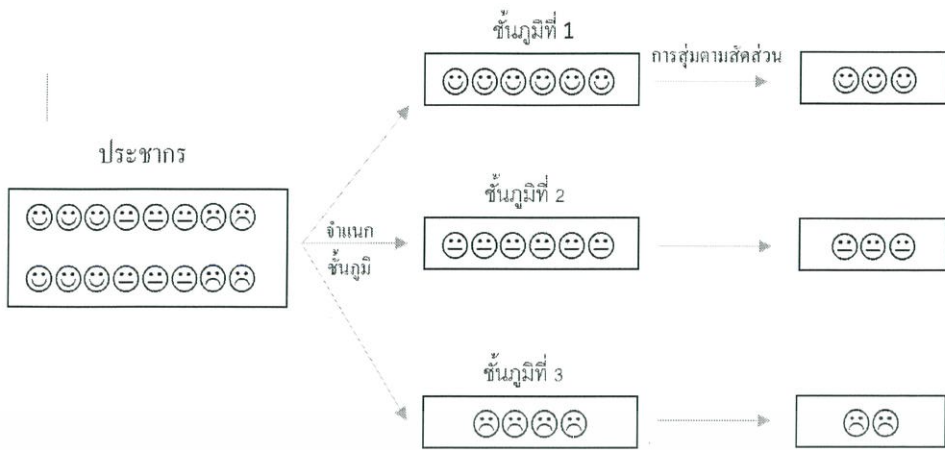 ชั้นภูมิที่ 1
การสุ่มตามสัดส่วน
ประชากร
ชั้นภูมิที่ 2
จำแนก
ชั้นภูมิ
ชั้นภูมิที่ 3